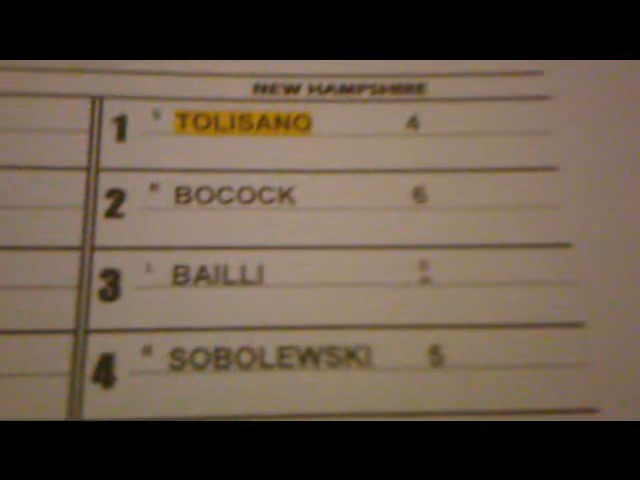 NEW HAMPSHIRE
1 S TOLISANO 4
2 R BOCOCK 6
3 L BAILLI
4 R SOBOLEWSKI 5